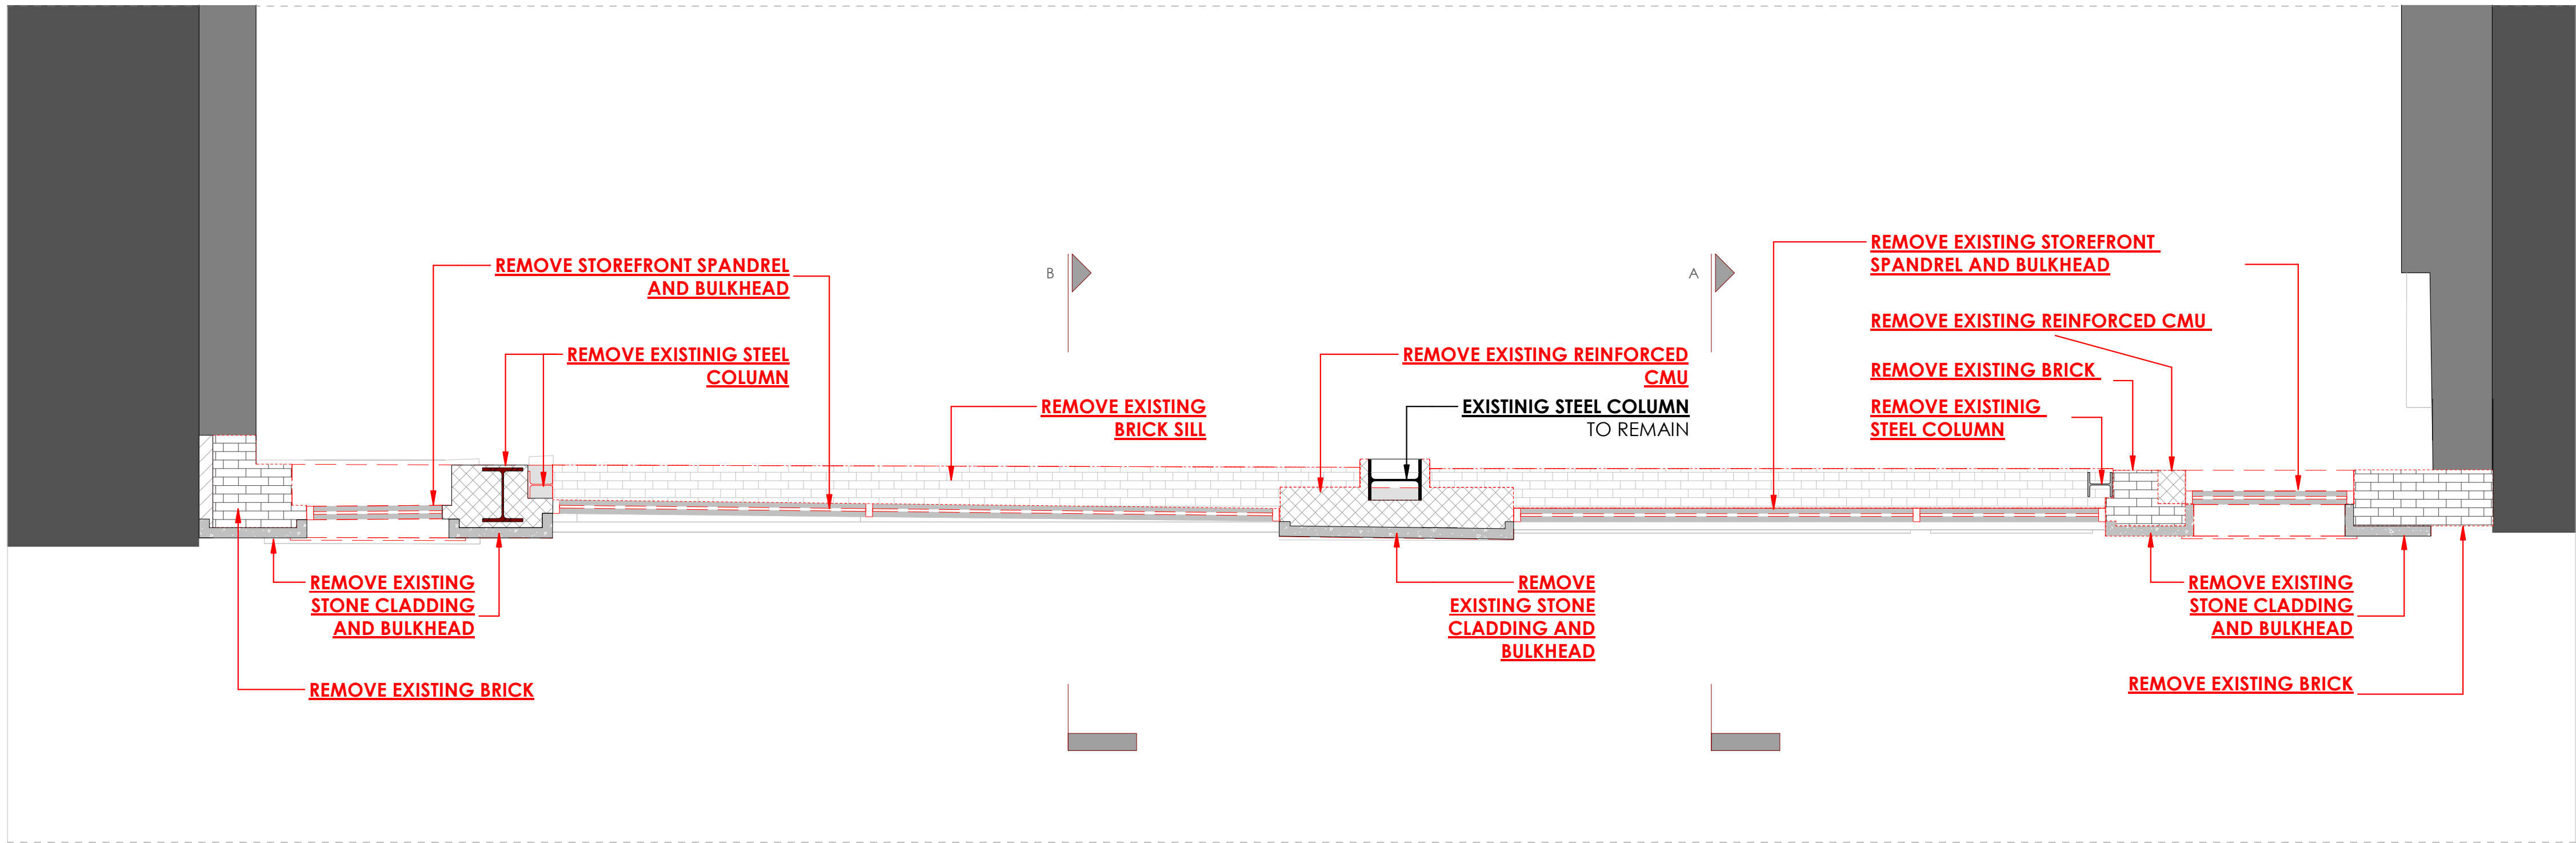 REMOVE STOREFRONT SPANDREL
AND BULKHEAD
REMOVE EXISTINIG STEEL
COLUMN
B
REMOVE EXISTING
BRICK SILL
REMOVE EXISTING REINFORCED
CMU
EXISTINIG STEEL COLUMN
TO REMAIN
A
REMOVE EXISTING STOREFRONT
SPANDREL AND BULKHEAD
REMOVE EXISTING REINFORCED CMU
REMOVE EXISTING BRICK
REMOVE EXISTINIG
STEEL COLUMN
REMOVE EXISTING
STONE CLADDING
AND BULKHEAD
REMOVE EXISTING BRICK
REMOVE
EXISTING STONE
CLADDING AND
BULKHEAD
REMOVE EXISTING
STONE CLADDING
AND BULKHEAD
REMOVE EXISTING BRICK